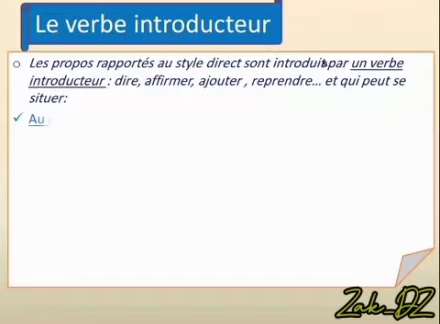 Le verbe introducteur
Les propos rapportés au style direct sont introduits par un verbe
introducteur : dire, affirmer, ajouter , reprendre... et qui peut se
situer:
Au
Zak_DZ